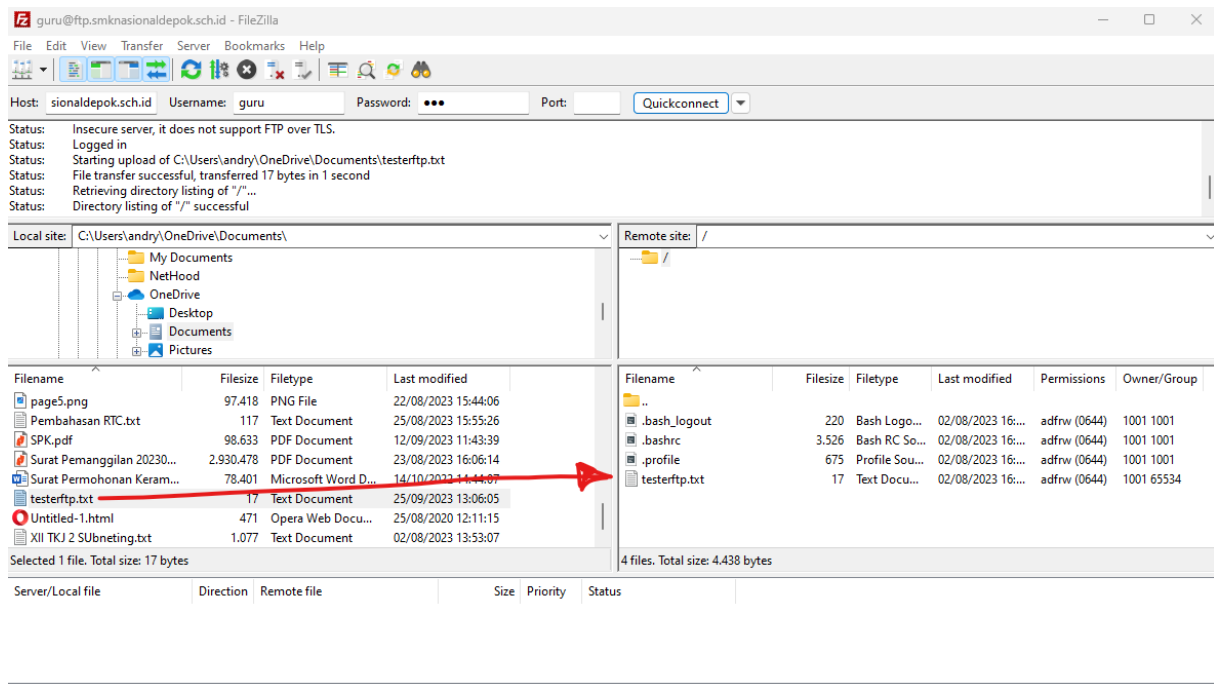 guru@ftp.smknasionaldepok.sch.id - FileZilla
File Edit View Transfer Server Bookmarks Help
Host: sionaldepok.sch.id Username: guru Password: ●●● Port: Quickconnect
Status: Insecure server, it does not support FTP over TLS.
Status: Logged in
Status: Starting upload of C:\Users\andry\OneDrive\Documents\testerftp.txt
Status: File transfer successful, transferred 17 bytes in 1 second
Status: Retrieving directory listing of "/"...
Status: Directory listing of "/" successful
Local site: C:\Users\andry\OneDrive\Documents\
My Documents
NetHood
OneDrive
Desktop
Documents
Pictures
Filename Filesize Filetype Last modified
page5.png 97.418 PNG File 22/08/2023 15:44:06
Pembahasan RTC.txt 117 Text Document 25/08/2023 15:55:26
SPK.pdf 98.633 PDF Document 12/09/2023 11:43:39
Surat Pemanggilan 20230... 2.930.478 PDF Document 23/08/2023 16:06:14
Surat Permohonan Keram... 78.401 Microsoft Word D... 14/10/2022 14:44:07
testerftp.txt 17 Text Document 25/09/2023 13:06:05
Untitled-1.html 471 Opera Web Docu... 25/08/2020 12:11:15
XII TKJ 2 SUbneting.txt 1.077 Text Document 02/08/2023 13:53:07
Selected 1 file. Total size: 17 bytes
Remote site: /
/
Filename Filesize Filetype Last modified Permissions Owner/Group
..
.bash_logout 220 Bash Logo... 02/08/2023 16:... adfrw (0644) 1001 1001
.bashrc 3.526 Bash RC So... 02/08/2023 16:... adfrw (0644) 1001 1001
.profile 675 Profile Sou... 02/08/2023 16:... adfrw (0644) 1001 1001
testerftp.txt 17 Text Docu... 02/08/2023 16:... adfrw (0644) 1001 65534
4 files. Total size: 4.438 bytes
Server/Local file Direction Remote file Size Priority Status